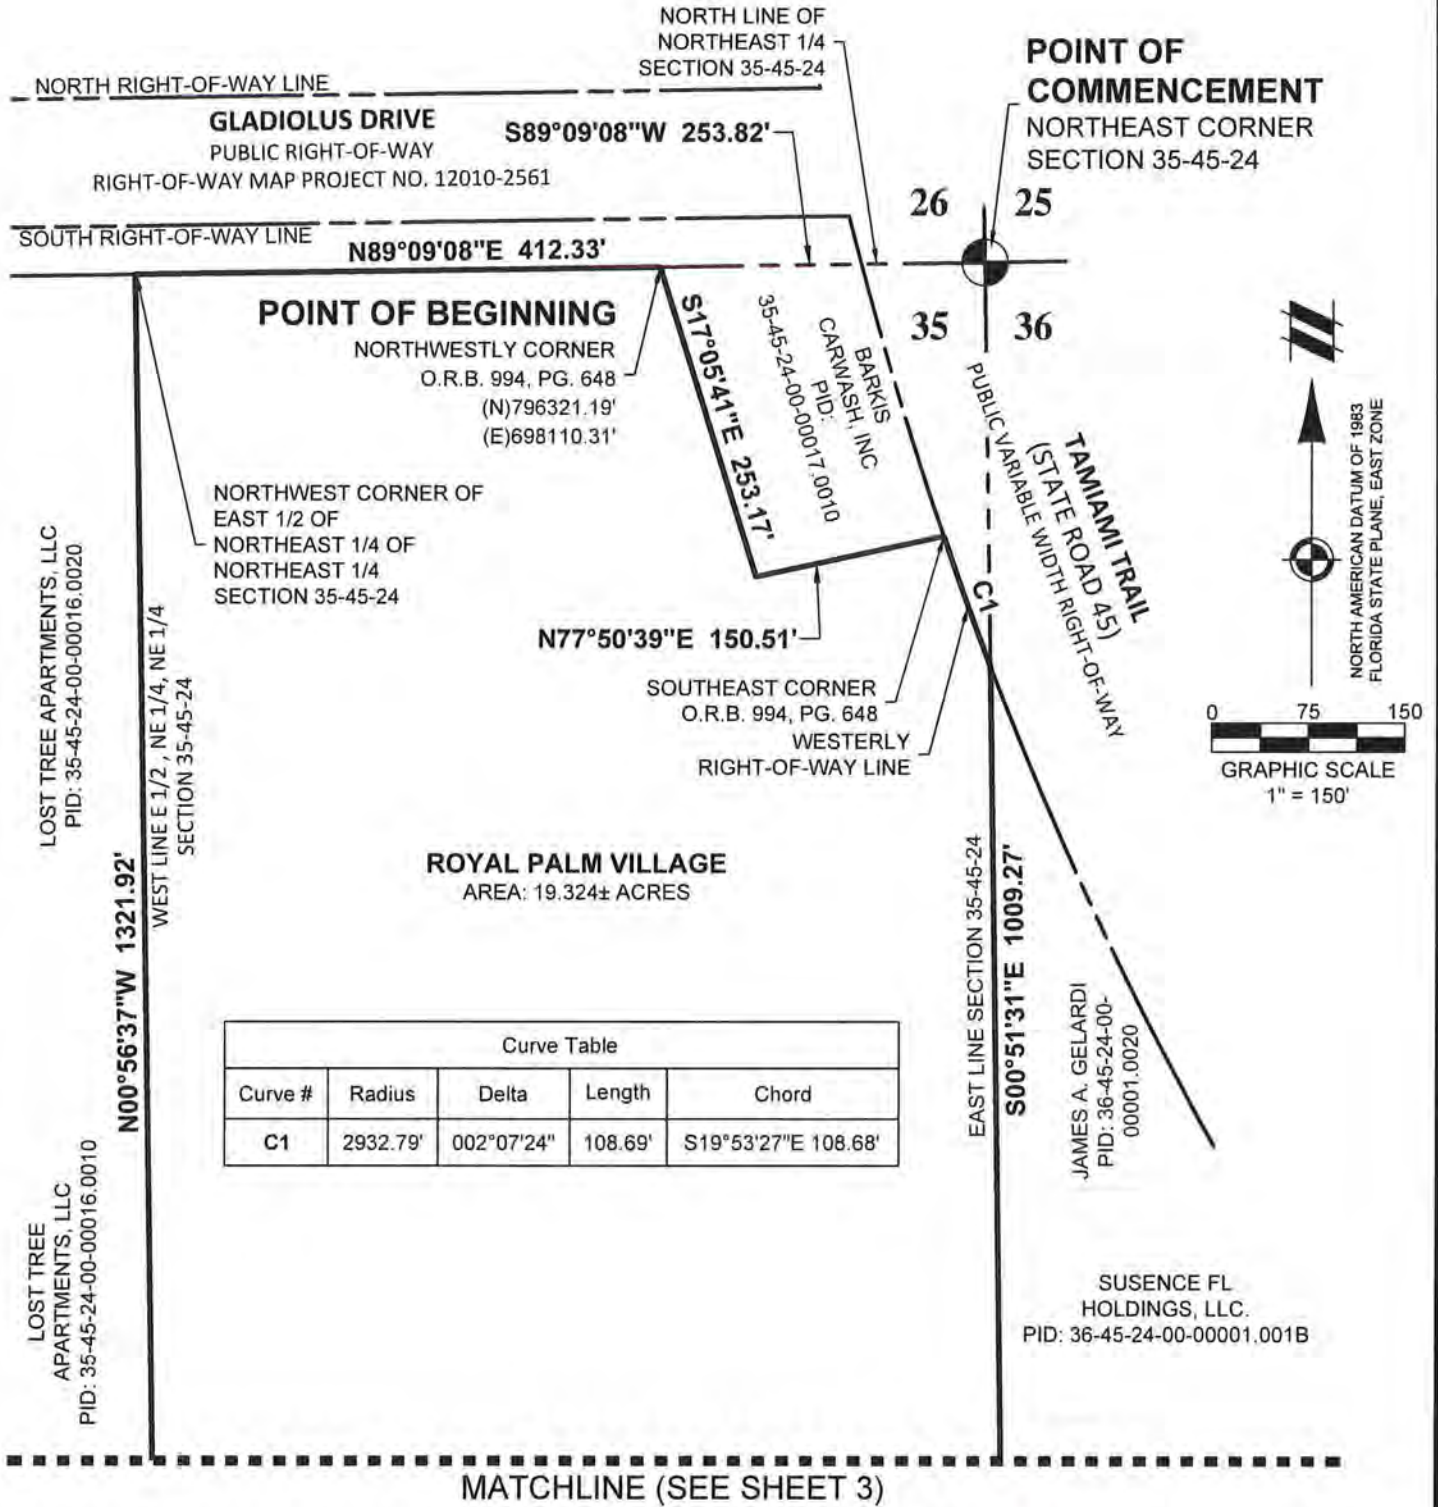 NORTH LINE OF
NORTHEAST 1/4
SECTION 35-45-24
POINT OF
COMMENCEMENT
NORTHEAST CORNER
SECTION 35-45-24
NORTH RIGHT-OF-WAY LINE
GLADIOLUS DRIVE
PUBLIC RIGHT-OF-WAY
RIGHT-OF-WAY MAP PROJECT NO. 12010-2561
S89°09'08"W 253.82'
26
25
SOUTH RIGHT-OF-WAY LINE
N89°09'08"E 412.33'
35
36
POINT OF BEGINNING
NORTHWESTLY CORNER
O.R.B. 994, PG. 648
(N)796321.19'
(E)698110.31'
S17°05'41"E 253.17'
BARKIS
CARWASH, INC
PID:
35-45-24-00-00017.0010
TAMIAMI TRAIL
(STATE ROAD 45)
PUBLIC VARIABLE WIDTH RIGHT-OF-WAY
NORTH AMERICAN DATUM OF 1983
FLORIDA STATE PLANE, EAST ZONE
NORTHWEST CORNER OF
EAST 1/2 OF
NORTHEAST 1/4 OF
NORTHEAST 1/4
SECTION 35-45-24
LOST TREE APARTMENTS, LLC
PID: 35-45-24-00-00016.0020
C1
N77°50'39"E 150.51'
SOUTHEAST CORNER
O.R.B. 994, PG. 648
WESTERLY
RIGHT-OF-WAY LINE
0 75 150
GRAPHIC SCALE
1" = 150'
N00°56'37"W 1321.92'
WEST LINE E 1/2, NE 1/4, NE 1/4
SECTION 35-45-24
ROYAL PALM VILLAGE
AREA: 19.324± ACRES
EAST LINE SECTION 35-45-24
S00°51'31"E 1009.27'
JAMES A. GELARDI
PID: 36-45-24-00-
00001.0020
Curve Table
Curve # Radius Delta Length Chord
C1 2932.79' 002°07'24" 108.69' S19°53'27"E 108.68'
LOST TREE
APARTMENTS, LLC
PID: 35-45-24-00-00016.0010
SUSENCE FL
HOLDINGS, LLC.
PID: 36-45-24-00-00001.001B
MATCHLINE (SEE SHEET 3)